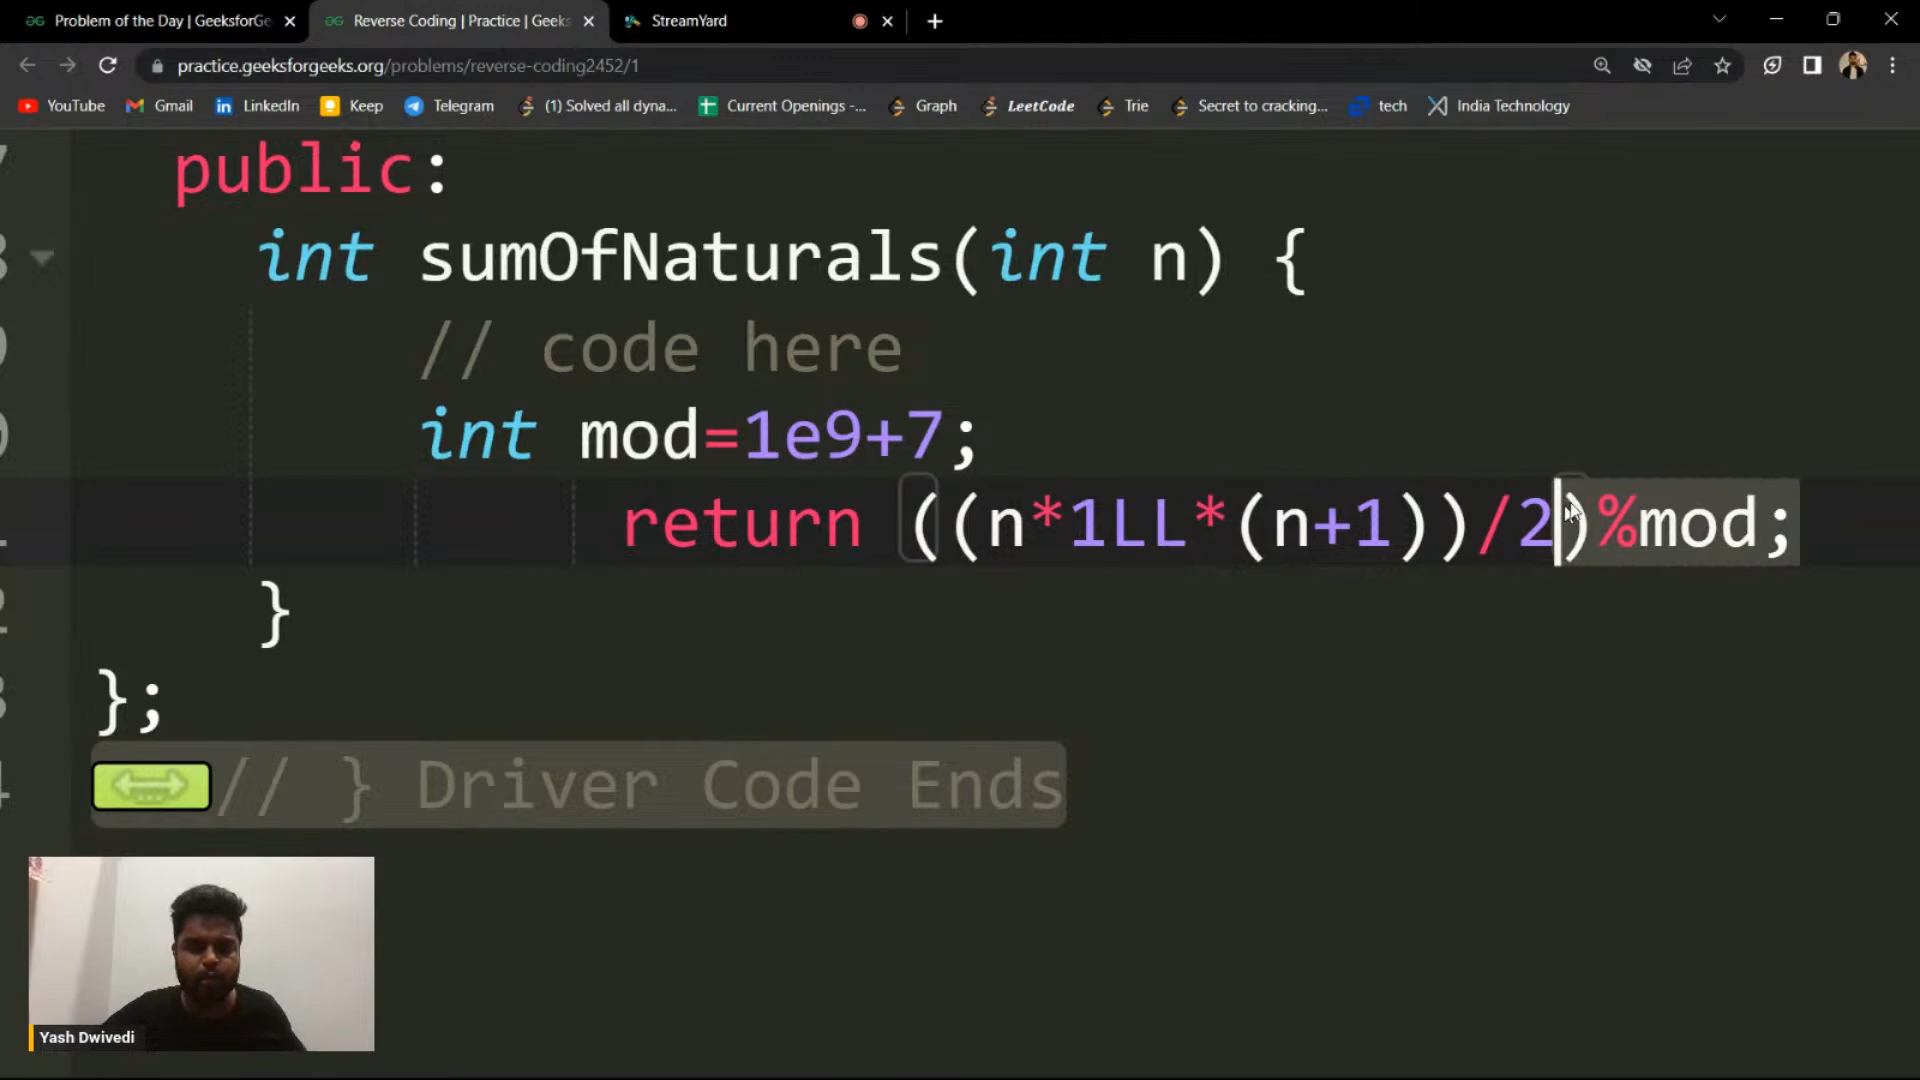 Problem of the Day | GeeksforGe
Reverse Coding | Practice | Geeks
StreamYard
practice.geeksforgeeks.org/problems/reverse-coding2452/1
YouTube Gmail LinkedIn Keep Telegram (1) Solved all dyna... Current Openings -... Graph LeetCode Trie Secret to cracking... tech India Technology
public:
int sumOfNaturals(int n) {
// code here
int mod=1e9+7;
return ((n*1LL*(n+1))/2)%mod;
}
};
// } Driver Code Ends
Yash Dwivedi